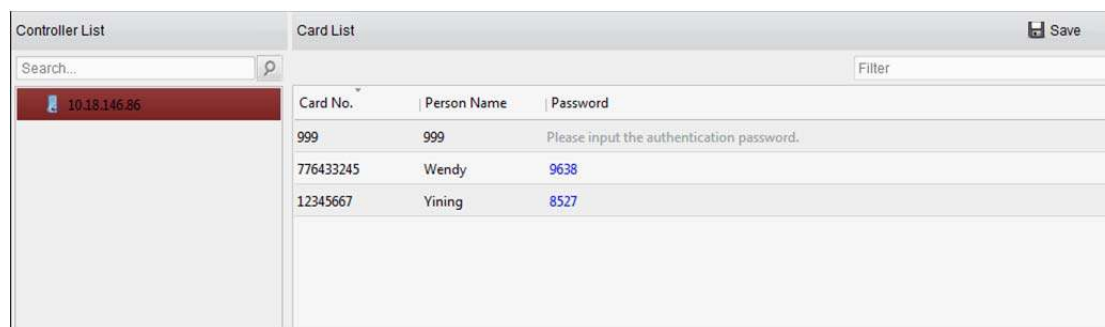 Controller List
Card List
Save
Search...
Filter
10.18.146.86
Card No. Person Name Password
999 999 Please input the authentication password.
776433245 Wendy 9638
12345667 Yining 8527